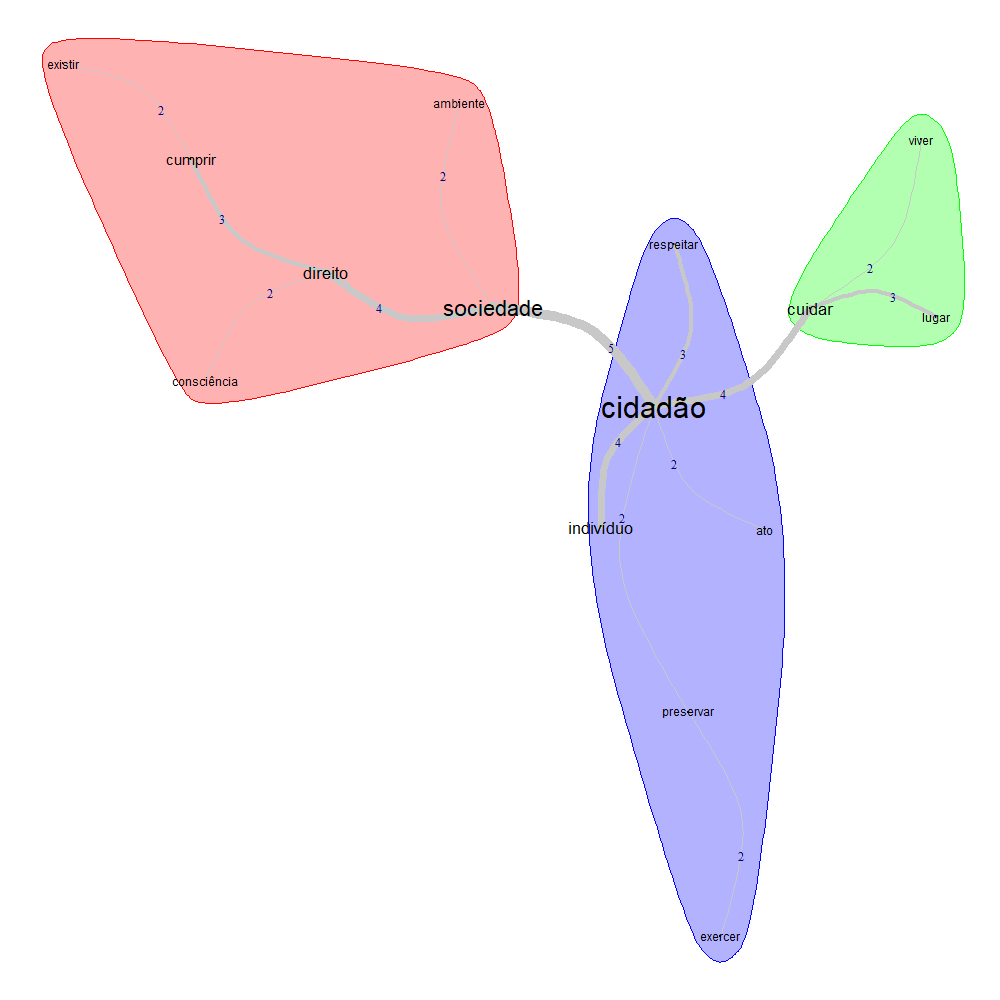 existir
ambiente
2
viver
cumprir
2
3
respeitar
2
direito
2
3
4
sociedade
cuidar
lugar
5
3
consciência
4
cidadão
4
2
2
indivíduo
ato
preservar
2
exercer